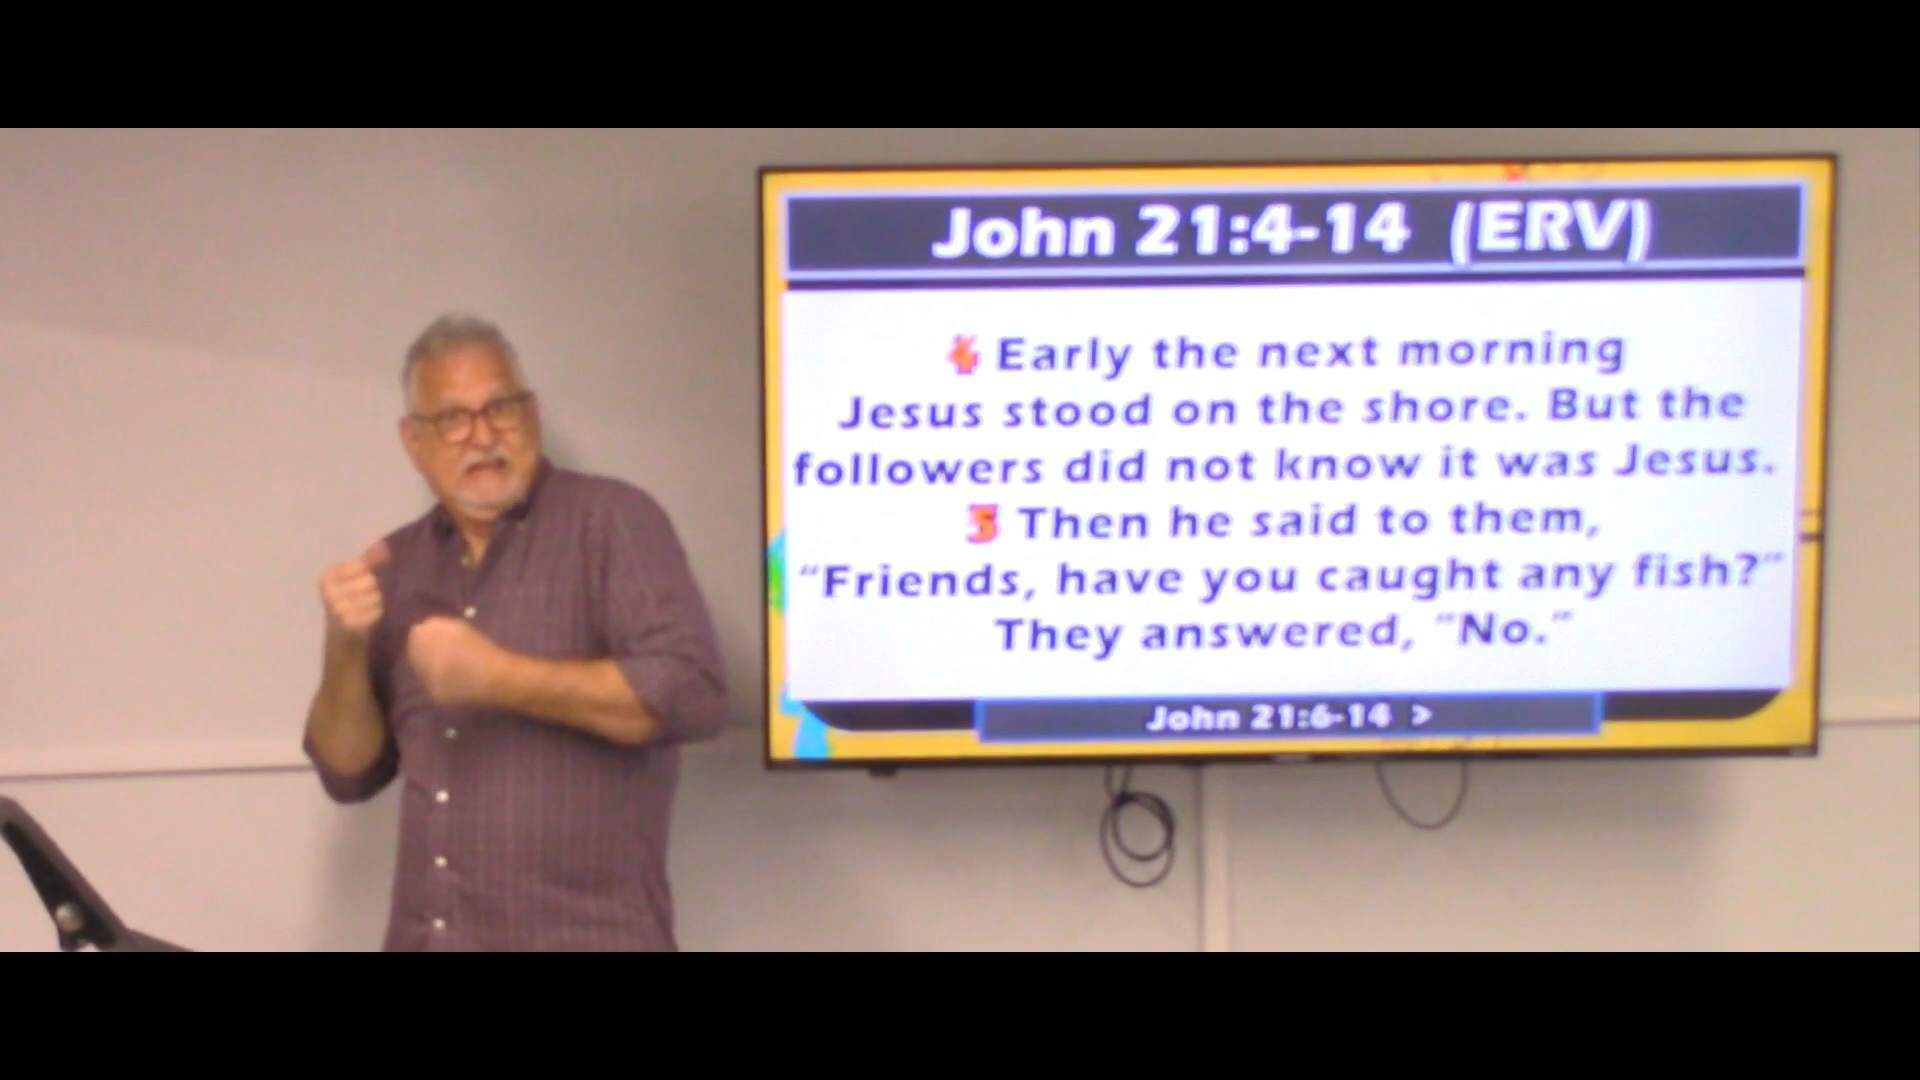 John 21:4-14 (ERV)
4 Early the next morning
Jesus stood on the shore. But the
followers did not know it was Jesus.
5 Then he said to them,
“Friends, have you caught any fish?”
They answered, “No.”
John 21:6-14 >